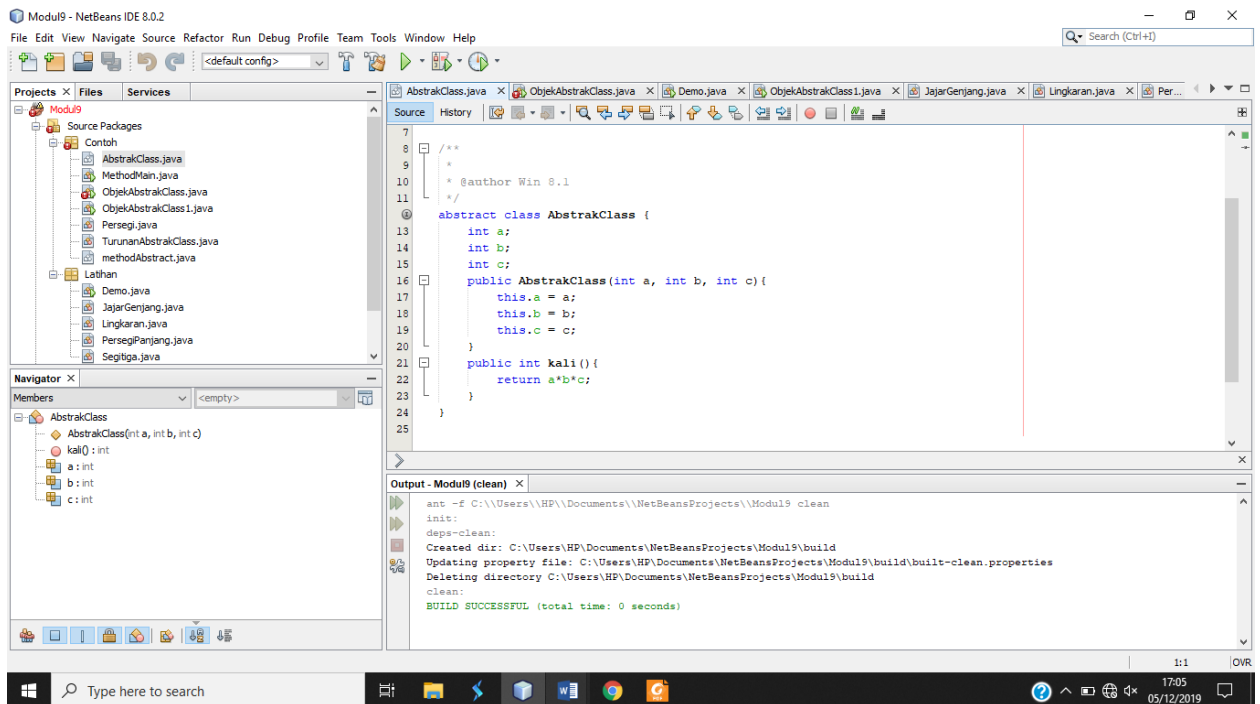 Modul9 - NetBeans IDE 8.0.2
File Edit View Navigate Source Refactor Run Debug Profile Team Tools Window Help
Search (Ctrl+I)
<default config>
Projects Files Services
Modul9
Source Packages
Contoh
AbstrakClass.java
MethodMain.java
ObjekAbstrakClass.java
ObjekAbstrakClass1.java
Persegi.java
TurunanAbstrakClass.java
methodAbstract.java
Latihan
Demo.java
JajarGenjang.java
Lingkaran.java
PersegiPanjang.java
Segitiga.java
Navigator
Members <empty>
AbstrakClass
AbstrakClass(int a, int b, int c)
kali() : int
a : int
b : int
c : int
AbstrakClass.java ObjekAbstrakClass.java Demo.java ObjekAbstrakClass1.java JajarGenjang.java Lingkaran.java Per...
Source History
7
8 /**
9 *
10 * @author Win 8.1
11 */
abstract class AbstrakClass {
13 int a;
14 int b;
15 int c;
16 public AbstrakClass(int a, int b, int c){
17 this.a = a;
18 this.b = b;
19 this.c = c;
20 }
21 public int kali(){
22 return a*b*c;
23 }
24 }
25
Output - Modul9 (clean)
ant -f C:\\Users\\HP\\Documents\\NetBeansProjects\\Modul9 clean
init:
deps-clean:
Created dir: C:\Users\HP\Documents\NetBeansProjects\Modul9\build
Updating property file: C:\Users\HP\Documents\NetBeansProjects\Modul9\build\built-clean.properties
Deleting directory C:\Users\HP\Documents\NetBeansProjects\Modul9\build
clean:
BUILD SUCCESSFUL (total time: 0 seconds)
1:1 OVR
Type here to search
17:05
05/12/2019